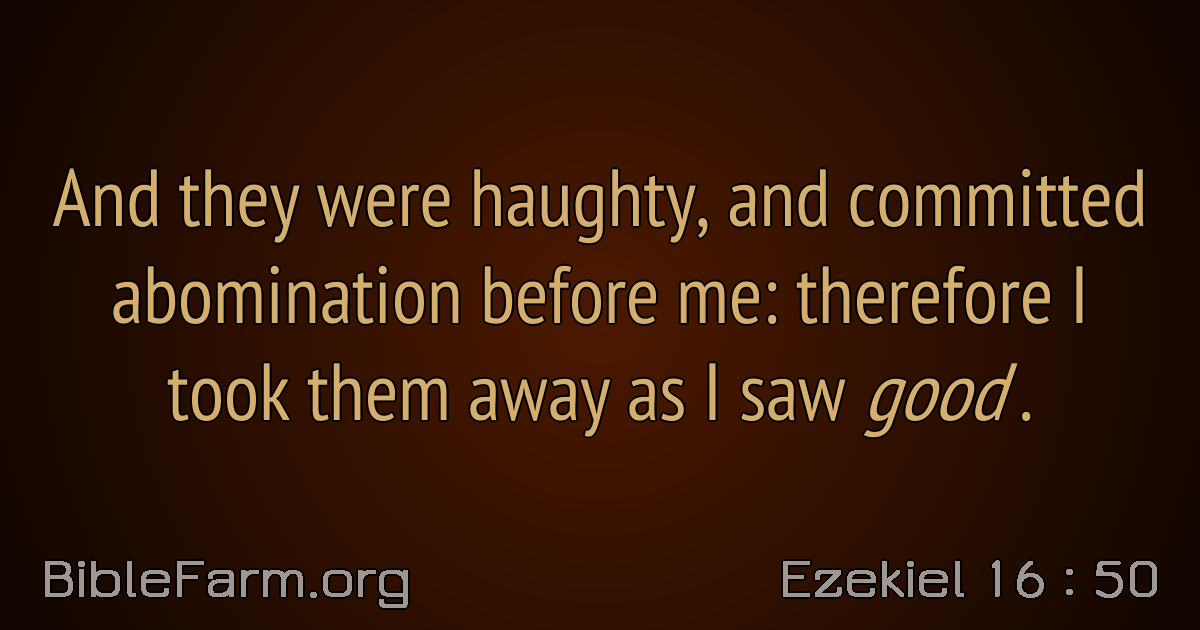 And they were haughty, and committed
abomination before me: therefore I
took them away as I saw good .
BibleFarm.org
Ezekiel 16 : 50